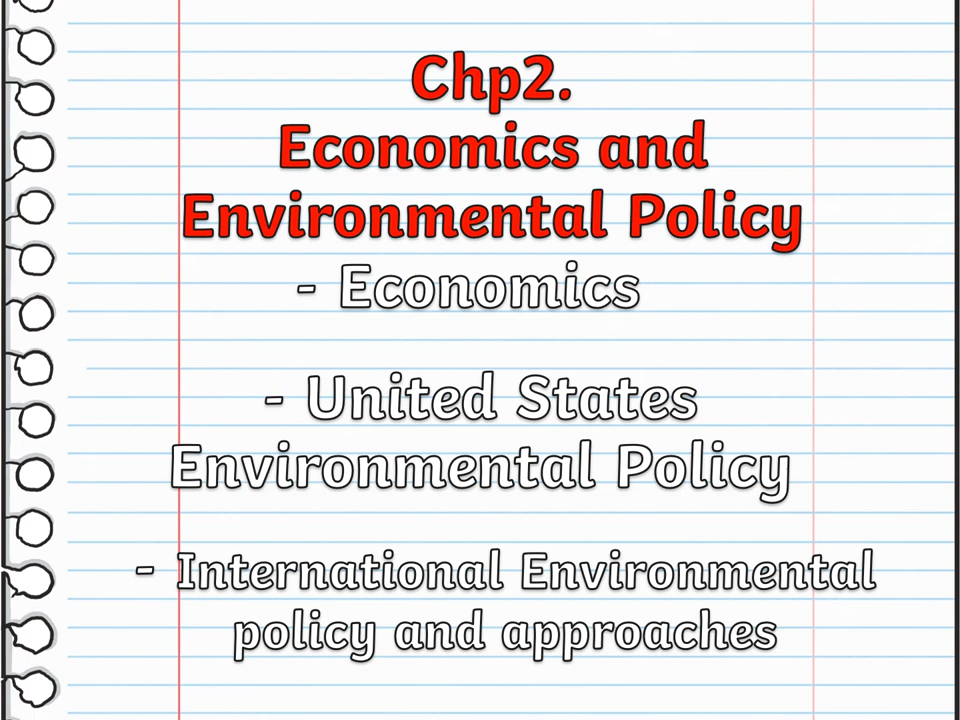 Chp2.
Economics and
Environmental Policy
- Economics
- United States
Environmental Policy
- International Environmental
policy and approaches